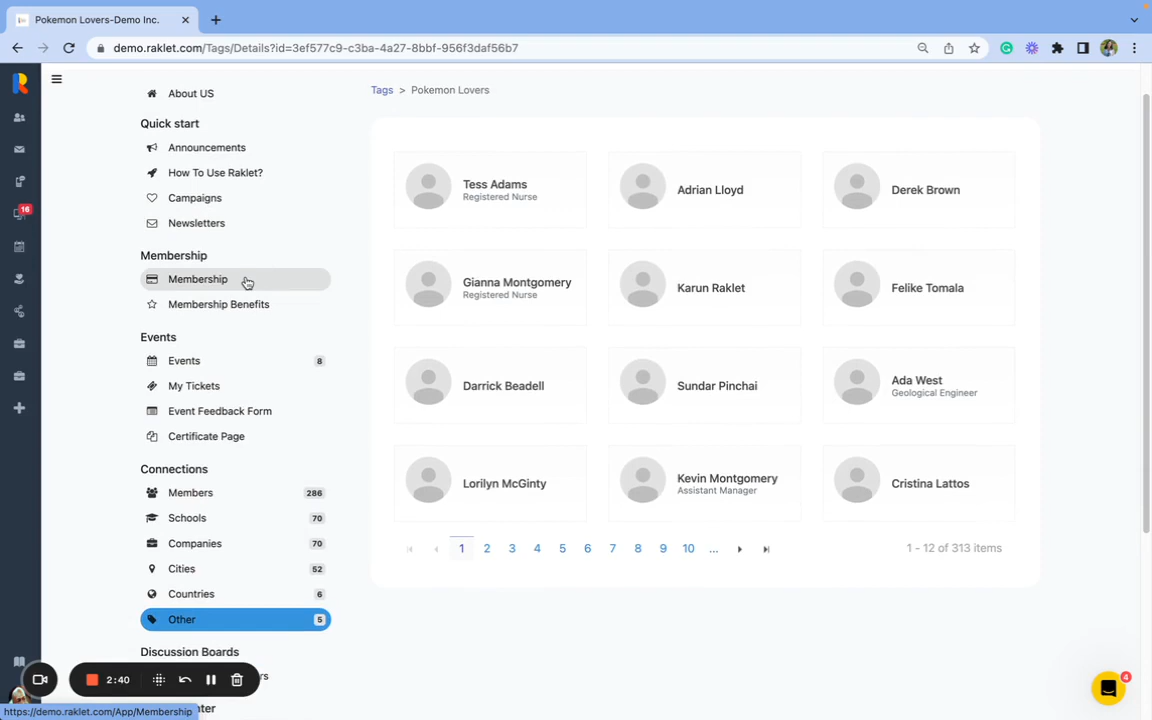 Pokemon Lovers-Demo Inc.
demo.raklet.com/Tags/Details?id=3ef577c9-c3ba-4a27-8bbf-956f3daf56b7
16
About US
Quick start
Announcements
How To Use Raklet?
Campaigns
Newsletters
Membership
Membership
Membership Benefits
Events
Events 8
My Tickets
Event Feedback Form
Certificate Page
Connections
Members 286
Schools 70
Companies 70
Cities 52
Countries 6
Other 5
Discussion Boards
rs
nter
2:40
https://demo.raklet.com/App/Membership
Tags > Pokemon Lovers
Tess Adams
Registered Nurse
Adrian Lloyd
Derek Brown
Gianna Montgomery
Registered Nurse
Karun Raklet
Felike Tomala
Darrick Beadell
Sundar Pinchai
Ada West
Geological Engineer
Lorilyn McGinty
Kevin Montgomery
Assistant Manager
Cristina Lattos
1 2 3 4 5 6 7 8 9 10 ...
1 - 12 of 313 items
4